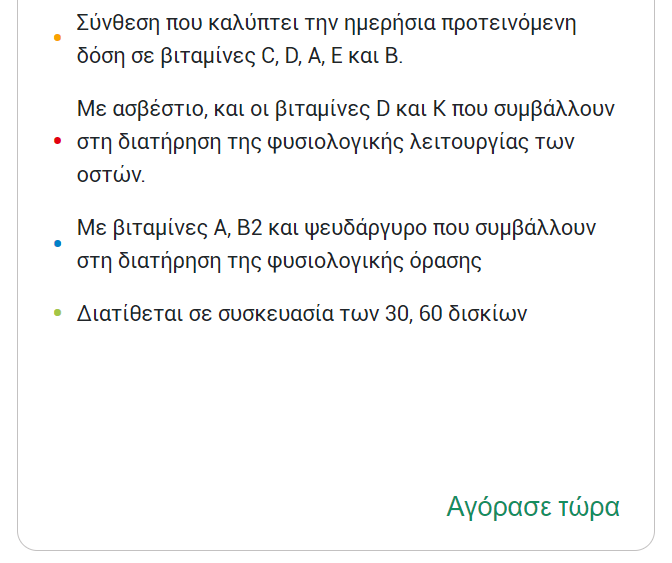 Σύνθεση που καλύπτει την ημερήσια προτεινόμενη
δόση σε βιταμίνες C, D, A, E και B.
Με ασβέστιο, και οι βιταμίνες D και K που συμβάλλουν
στη διατήρηση της φυσιολογικής λειτουργίας των
οστών.
Με βιταμίνες A, B2 και ψευδάργυρο που συμβάλλουν
στη διατήρηση της φυσιολογικής όρασης
Διατίθεται σε συσκευασία των 30, 60 δισκίων
Αγόρασε τώρα